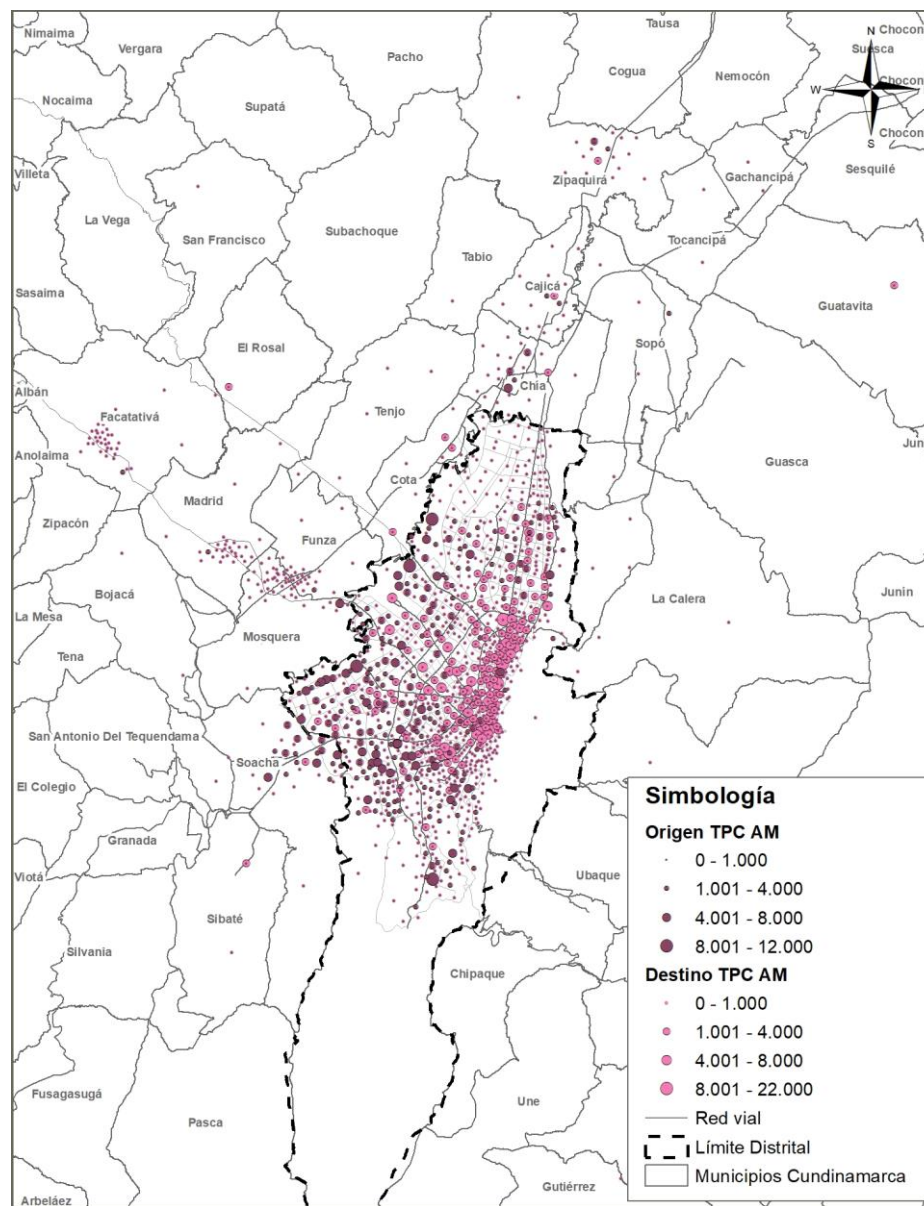 Tausa
Nimaima
Vergara
Pacho
N
Chocon
Suesca
Cogua
Nemocón
Chocon
W
Nocaima
Supatá
S
Chocon
Villeta
Zipaquirá
Gachancipá
Sesquilé
La Vega
San Francisco
Subachoque
Tocancipá
Tabio
Sasaima
Cajicá
Guatavita
El Rosal
Sopó
Albán
Facatativá
Tenjo
Chía
Jun
Anolaima
Guasca
Madrid
Cota
Zipacón
Funza
Bojacá
La Calera
Junin
La Mesa
Mosquera
Tena
San Antonio Del Tequendama
Soacha
El Colegio
Granada
Viotá
Ubaque
Sibaté
Silvania
Chipaque
Fusagasugá
Pasca
Une
Gutiérrez
Arbeláez
Simbología
Origen TPC AM
0 - 1.000
1.001 - 4.000
4.001 - 8.000
8.001 - 12.000
Destino TPC AM
0 - 1.000
1.001 - 4.000
4.001 - 8.000
8.001 - 22.000
Red vial
Límite Distrital
Municipios Cundinamarca